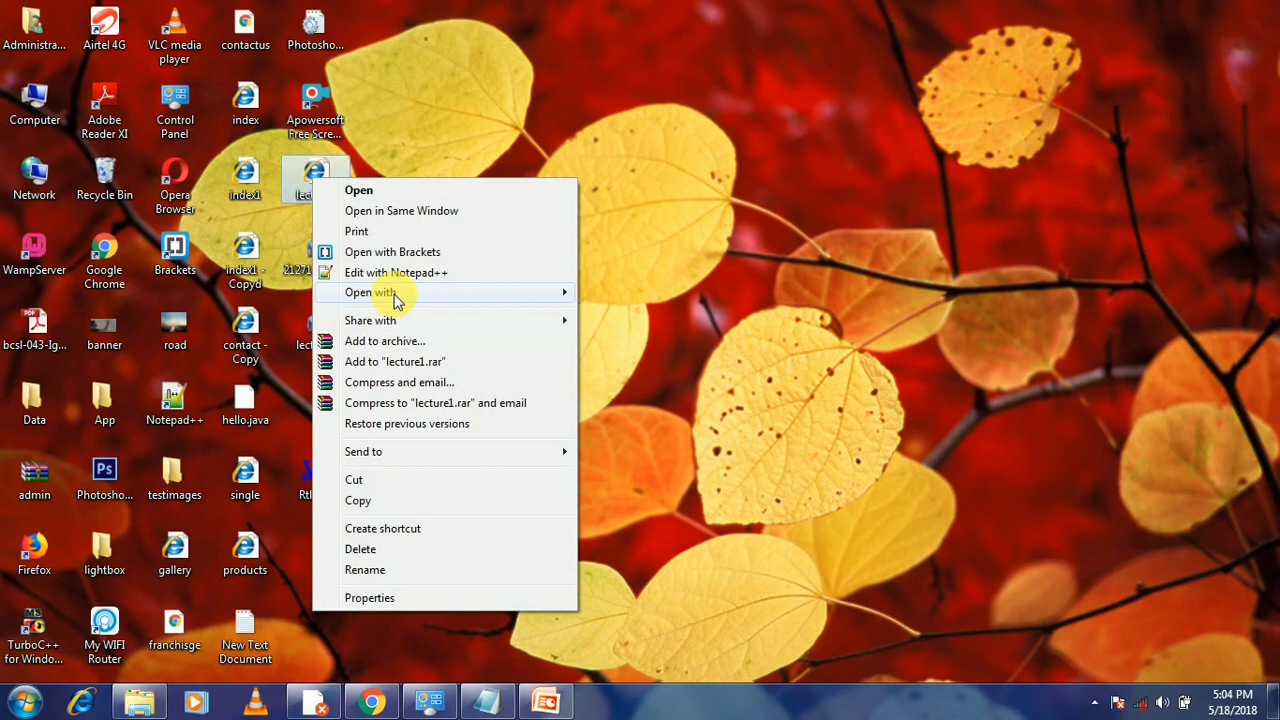 Administra...
Airtel 4G
VLC media
player
contactus
Photosho...
Computer
Adobe
Reader XI
Control
Panel
index
Apowersoft
Free Scre...
Network
Recycle Bin
Opera
Browser
index1
WampServer
Google
Chrome
Brackets
index1 -
Copyd
21271
bcsl-043-Ig...
banner
road
contact -
Copy
Data
App
Notepad++
hello.java
admin
Photosho...
testimages
single
Firefox
lightbox
gallery
products
TurboC++
for Windo...
My WIFI
Router
franchisge
New Text
Document
Open
Open in Same Window
Print
Open with Brackets
Edit with Notepad++
Open with
Share with
Add to archive...
Add to "lecture1.rar"
Compress and email...
Compress to "lecture1.rar" and email
Restore previous versions
Send to
Cut
Copy
Create shortcut
Delete
Rename
Properties
5:04 PM
5/18/2018